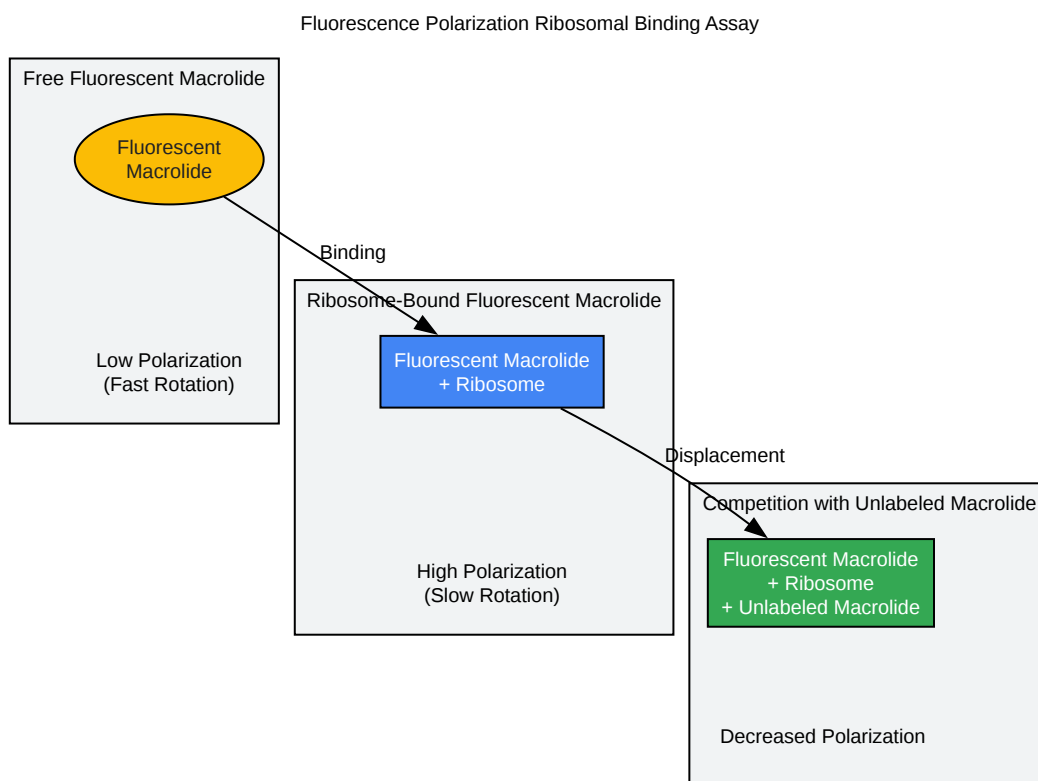 Fluorescence Polarization Ribosomal Binding Assay
Free Fluorescent Macrolide
Fluorescent
Macrolide
Binding
Low Polarization
(Fast Rotation)
Ribosome-Bound Fluorescent Macrolide
Fluorescent Macrolide
+ Ribosome
Displacement
High Polarization
(Slow Rotation)
Competition with Unlabeled Macrolide
Fluorescent Macrolide
+ Ribosome
+ Unlabeled Macrolide
Decreased Polarization